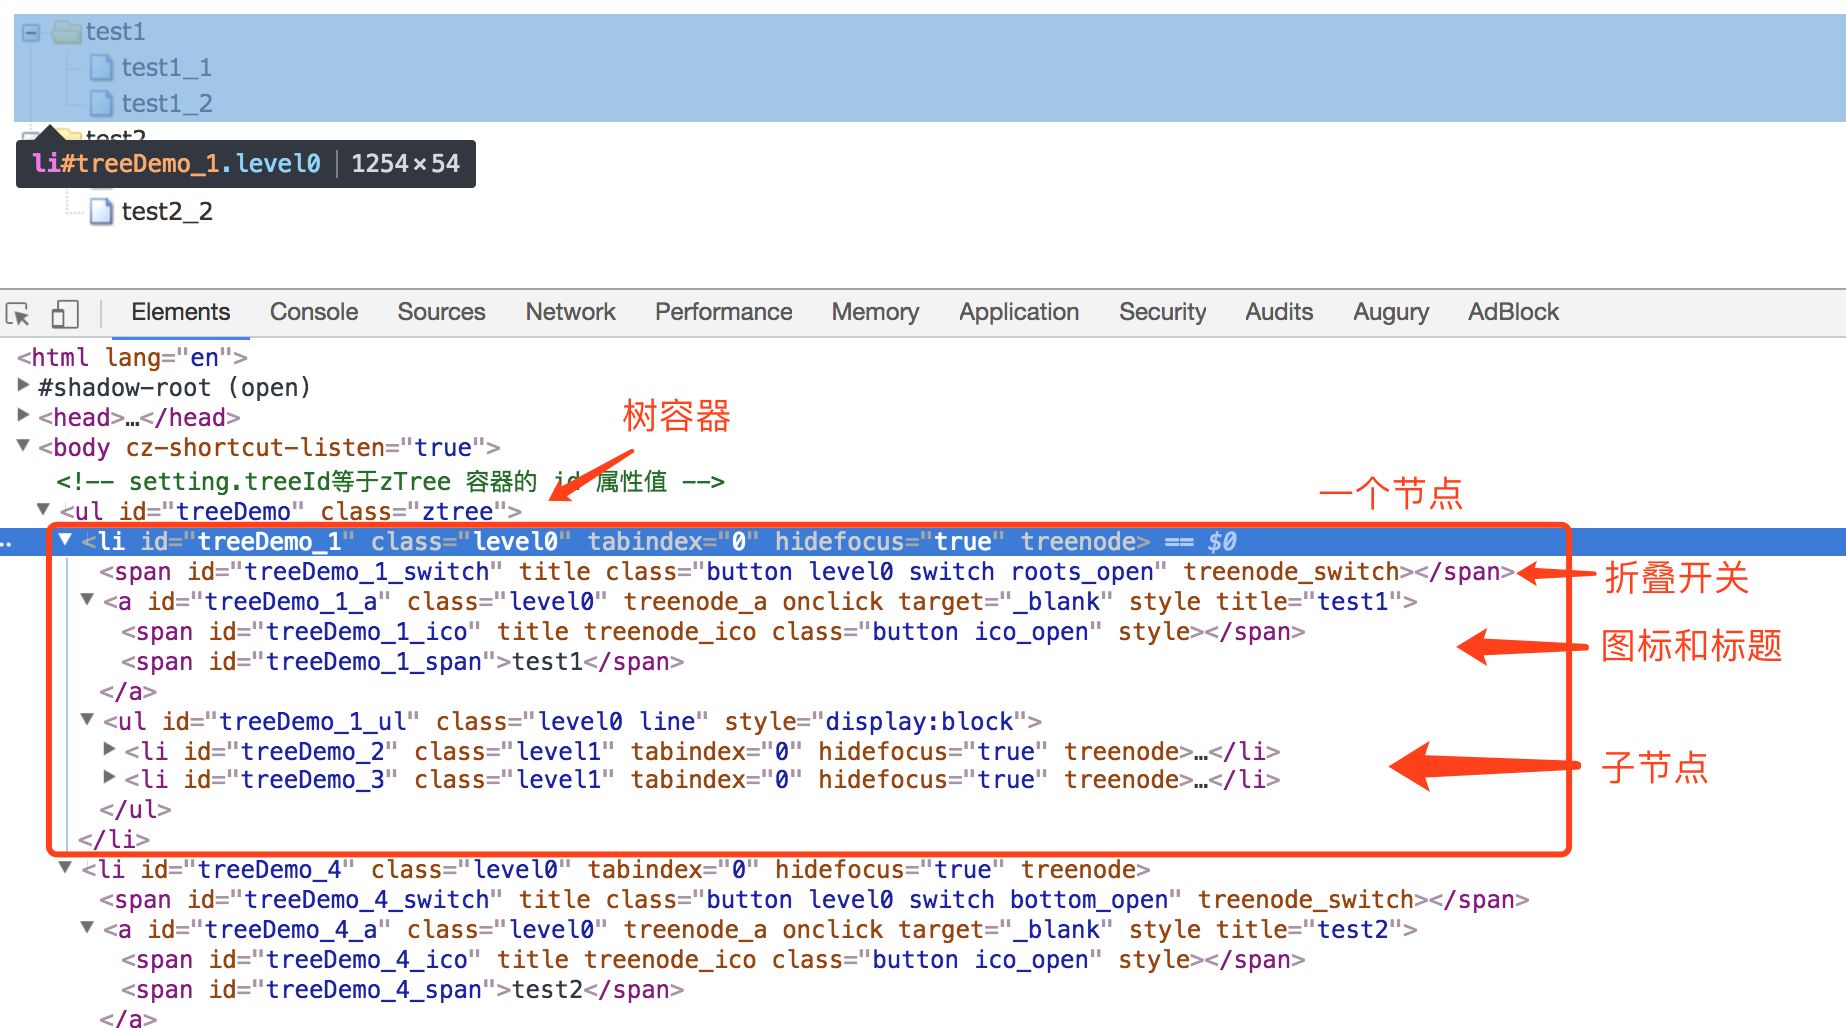 test1
test1_1
test1_2
test2
li#treeDemo_1.level0 1254×54
test2_2
Elements Console Sources Network Performance Memory Application Security Audits Augury AdBlock
<html lang="en">
#shadow-root (open)
<head>…</head>
树容器
<body cz-shortcut-listen="true">
<!-- setting.treeId等于zTree 容器的 id 属性值 -->
一个节点
<ul id="treeDemo" class="ztree">
<li id="treeDemo_1" class="level0" tabindex="0" hidefocus="true" treenode> == $0
<span id="treeDemo_1_switch" title class="button level0 switch roots_open" treenode_switch></span>
折叠开关
<a id="treeDemo_1_a" class="level0" treenode_a onclick target="_blank" style title="test1">
<span id="treeDemo_1_ico" title treenode_ico class="button ico_open" style></span>
图标和标题
<span id="treeDemo_1_span">test1</span>
</a>
<ul id="treeDemo_1_ul" class="level0 line" style="display:block">
<li id="treeDemo_2" class="level1" tabindex="0" hidefocus="true" treenode>…</li>
子节点
<li id="treeDemo_3" class="level1" tabindex="0" hidefocus="true" treenode>…</li>
</ul>
</li>
<li id="treeDemo_4" class="level0" tabindex="0" hidefocus="true" treenode>
<span id="treeDemo_4_switch" title class="button level0 switch bottom_open" treenode_switch></span>
<a id="treeDemo_4_a" class="level0" treenode_a onclick target="_blank" style title="test2">
<span id="treeDemo_4_ico" title treenode_ico class="button ico_open" style></span>
<span id="treeDemo_4_span">test2</span>
</a>